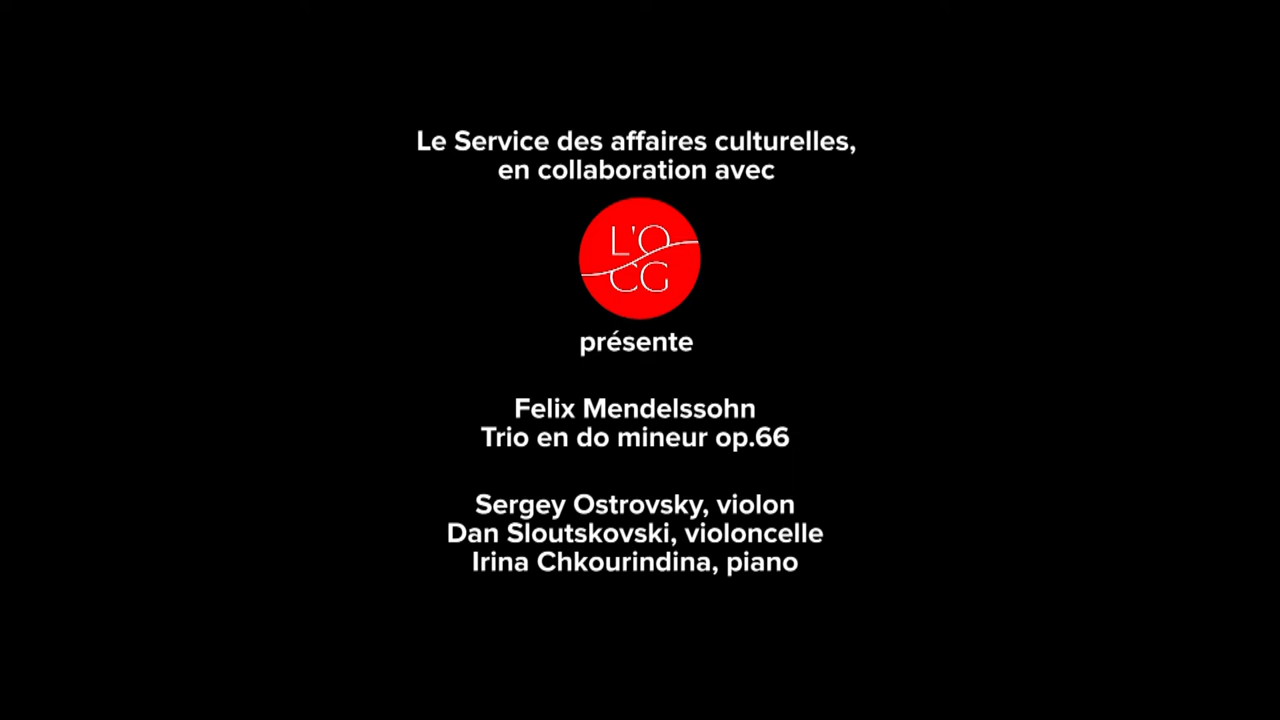 Le Service des affaires culturelles,
en collaboration avec
L'O
CG
présente
Felix Mendelssohn
Trio en do mineur op.66
Sergey Ostrovsky, violon
Dan Sloutskovski, violoncelle
Irina Chkourindina, piano